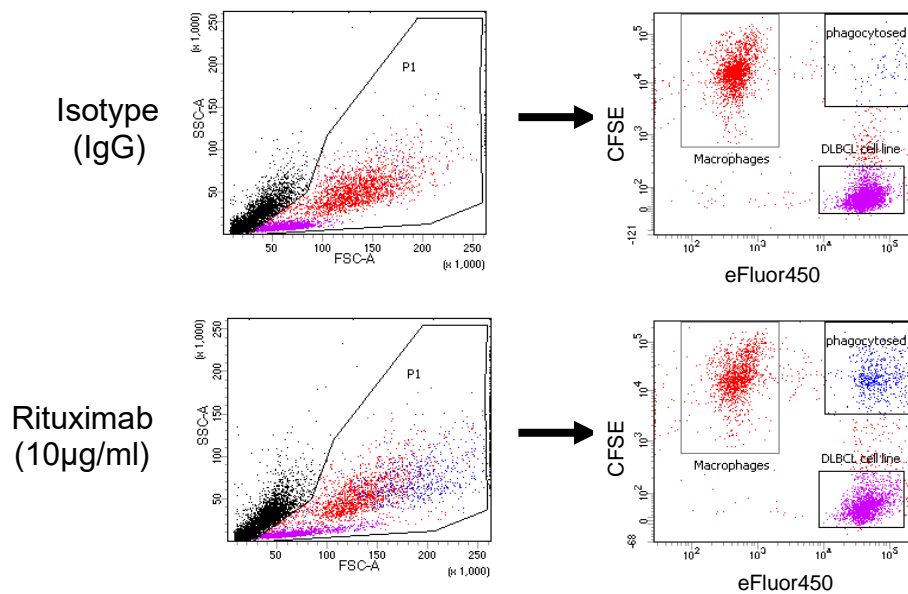 Isotype
(IgG)
(x 1,000)
SSC-A
250
200
150
100
50
P1
50 100 150 200 250
FSC-A
(x 1,000)
CFSE
10^5
10^4
10^3
10^2
0
-121
phagocytosed
Macrophages
DLBCL cell line
10^2 10^3 10^4 10^5
eFluor450
Rituximab
(10µg/ml)
(x 1,000)
SSC-A
250
200
150
100
50
P1
50 100 150 200 250
FSC-A
(x 1,000)
CFSE
10^5
10^4
10^3
10^2
0
-68
phagocytosed
Macrophages
DLBCL cell line
10^2 10^3 10^4 10^5
eFluor450